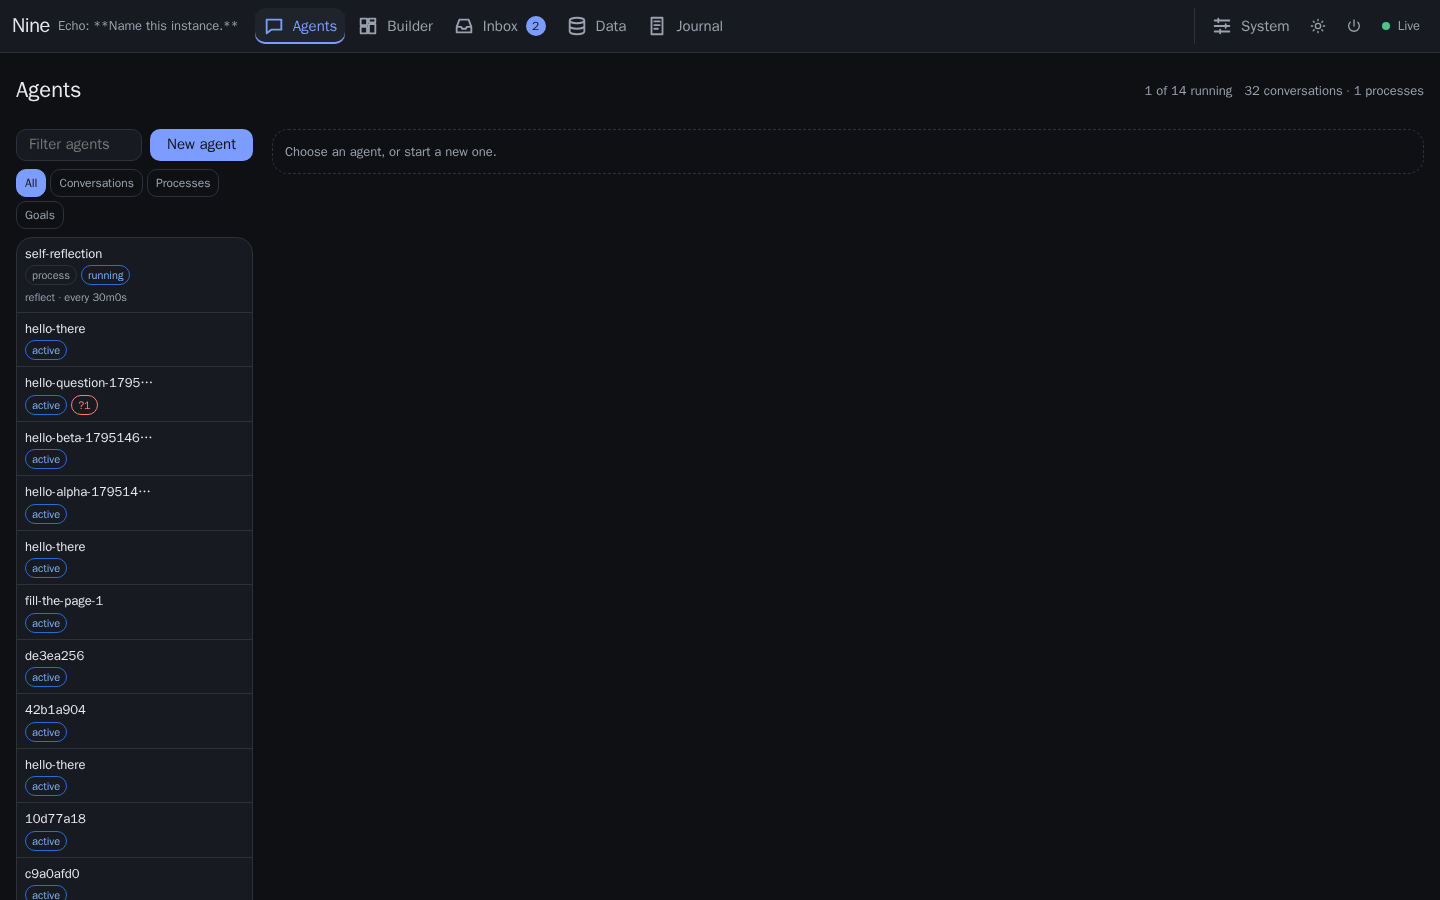 Nine Echo: **Name this instance.** Agents Builder Inbox 2 Data Journal System Live
Agents
1 of 14 running 32 conversations · 1 processes
Filter agents New agent
Choose an agent, or start a new one.
All Conversations Processes
Goals
self-reflection
process running
reflect · every 30m0s
hello-there
active
hello-question-1795···
active ?1
hello-beta-1795146···
active
hello-alpha-179514···
active
hello-there
active
fill-the-page-1
active
de3ea256
active
42b1a904
active
hello-there
active
10d77a18
active
c9a0afd0
active